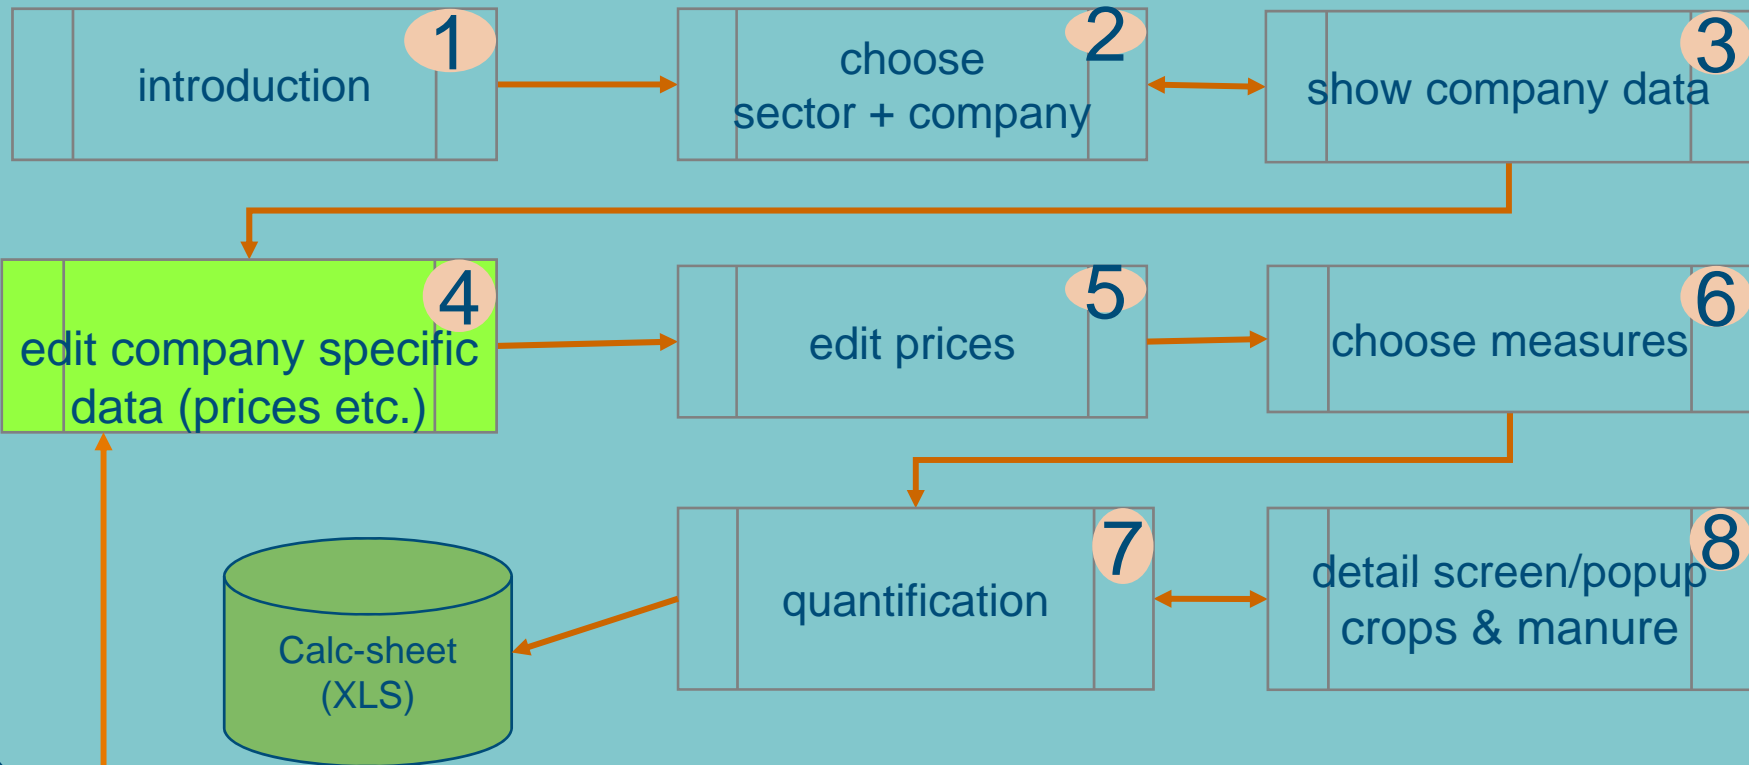 1
introduction
2
choose
sector + company
3
show company data
4
edit company specific
data (prices etc.)
5
edit prices
6
choose measures
7
quantification
8
detail screen/popup
crops & manure
Calc-sheet
(XLS)